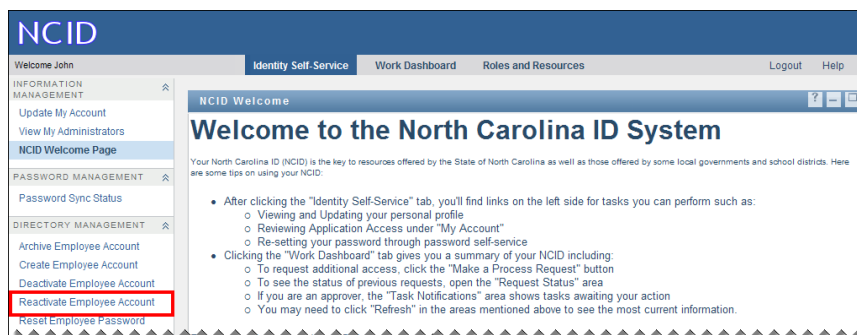 NCID
Welcome John
Identity Self-Service
Work Dashboard
Roles and Resources
Logout
Help
INFORMATION
MANAGEMENT
Update My Account
View My Administrators
NCID Welcome Page
PASSWORD MANAGEMENT
Password Sync Status
DIRECTORY MANAGEMENT
Archive Employee Account
Create Employee Account
Deactivate Employee Account
Reactivate Employee Account
Reset Employee Password
NCID Welcome
?
Welcome to the North Carolina ID System
Your North Carolina ID (NCID) is the key to resources offered by the State of North Carolina as well as those offered by some local governments and school districts. Here
are some tips on using your NCID:
• After clicking the "Identity Self-Service" tab, you'll find links on the left side for tasks you can perform such as:
o Viewing and Updating your personal profile
o Reviewing Application Access under "My Account"
o Re-setting your password through password self-service
• Clicking the "Work Dashboard" tab gives you a summary of your NCID including:
o To request additional access, click the "Make a Process Request" button
o To see the status of previous requests, open the "Request Status" area
o If you are an approver, the "Task Notifications" area shows tasks awaiting your action
o You may need to click "Refresh" in the areas mentioned above to see the most current information.